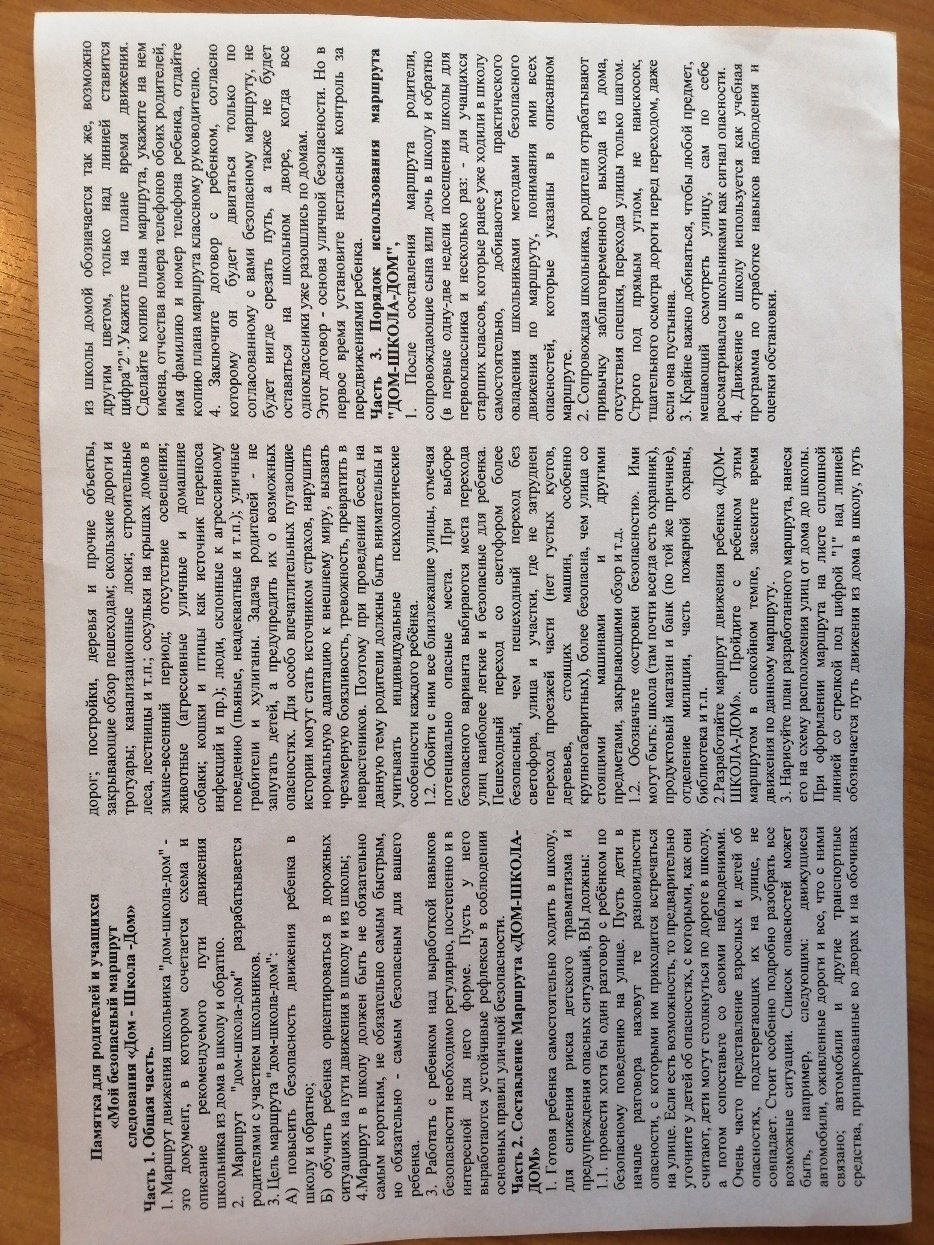 Памятка для родителей и учащихся
«Мой безопасный маршрут
следования «Дом - Школа -Дом»
Часть 1. Общая часть.
1. Маршрут движения школьника "дом-школа-дом" -
это документ, в котором сочетается схема и
описание рекомендуемого пути движения
школьника из дома в школу и обратно.
2. Маршрут "дом-школа-дом" разрабатывается
родителями с участием школьников.
3. Цель маршрута "дом-школа-дом":
А) повысить безопасность движения ребенка в
школу и обратно;
Б) обучить ребенка ориентироваться в дорожных
ситуациях на пути движения в школу и из школы;
4.Маршрут в школу должен быть не обязательно
самым коротким, не обязательно самым быстрым,
но обязательно - самым безопасным для вашего
ребенка.
3. Работать с ребенком над выработкой навыков
безопасности необходимо регулярно, постепенно и в
интересной для него форме. Пусть у него
выработаются устойчивые рефлексы в соблюдении
основных правил уличной безопасности.
Часть 2. Составление Маршрута «ДОМ-ШКОЛА-
ДОМ»
1. Готовя ребенка самостоятельно ходить в школу,
для снижения риска детского травматизма и
предупреждения опасных ситуаций, ВЫ должны:
1.1. провести хотя бы один разговор с ребёнком по
безопасному поведению на улице. Пусть дети в
начале разговора назовут те разновидности
опасности, с которыми им приходится встречаться
на улице. Если есть возможность, то предварительно
уточните у детей об опасностях, с которыми, как они
считают, дети могут столкнуться по дороге в школу,
а потом сопоставьте со своими наблюдениями.
Очень часто представление взрослых и детей об
опасностях, подстерегающих их на улице, не
совпадает. Стоит особенно подробно разобрать все
возможные ситуации. Список опасностей может
быть, например, следующим: движущиеся
автомобили, оживленные дороги и все, что с ними
связано; автомобили и другие транспортные
средства, припаркованные во дворах и на обочинах
дорог; постройки, деревья и прочие объекты,
закрывающие обзор пешеходам; скользкие дороги и
тротуары; канализационные люки; строительные
леса, лестницы и т.п.; сосульки на крышах домов в
зимне-весенний период; отсутствие освещения;
животные (агрессивные уличные и домашние
собаки; кошки и птицы как источник переноса
инфекций и пр.); люди, склонные к агрессивному
поведению (пьяные, неадекватные и т.п.); уличные
грабители и хулиганы. Задача родителей - не
запугать детей, а предупредить их о возможных
опасностях. Для особо впечатлительных пугающие
истории могут стать источником страхов, нарушить
нормальную адаптацию к внешнему миру, вызвать
чрезмерную боязливость, тревожность, превратить в
неврастеников. Поэтому при проведении бесед на
данную тему родители должны быть внимательны и
учитывать индивидуальные психологические
особенности каждого ребёнка.
1.2. Обойти с ним все близлежащие улицы, отмечая
потенциально опасные места. При выборе
безопасного варианта выбираются места перехода
улиц наиболее легкие и безопасные для ребенка.
Пешеходный переход со светофором более
безопасный, чем пешеходный переход без
светофора, улица и участки, где не затруднен
переход проезжей части (нет густых кустов,
деревьев, стоящих машин, особенно
крупногабаритных), более безопасна, чем улица со
стоящими машинами и другими
предметами, закрывающими обзор и т.д.
1.2. Обозначьте «островки безопасности». Ими
могут быть: школа (там почти всегда есть охранник),
продуктовый магазин и банк (по той же причине),
отделение милиции, часть пожарной охраны,
библиотека и т.п.
2.Разработайте маршрут движения ребенка «ДОМ-
ШКОЛА-ДОМ». Пройдите с ребенком этим
маршрутом в спокойном темпе, засеките время
движения по данному маршруту.
3. Нарисуйте план разработанного маршрута, нанеся
его на схему расположения улиц от дома до школы.
При оформлении маршрута на листе сплошной
линией со стрелкой под цифрой "1" над линией
обозначается путь движения из дома в школу, путь
из школы домой обозначается так же, возможно
другим цветом, только над линией ставится
цифра"2".Укажите на плане время движения.
Сделайте копию плана маршрута, укажите на нем
имена, отчества номера телефонов обоих родителей,
имя фамилию и номер телефона ребенка, отдайте
копию плана маршрута классному руководителю.
4. Заключите договор с ребенком, согласно
которому он будет двигаться только по
согласованному с вами безопасному маршруту, не
будет нигде срезать путь, а также не будет
оставаться на школьном дворе, когда все
одноклассники уже разошлись по домам.
Этот договор - основа уличной безопасности. Но в
первое время установите негласный контроль за
передвижениями ребенка.
Часть 3. Порядок использования маршрута
"ДОМ-ШКОЛА-ДОМ",
1. После составления маршрута родители,
сопровождающие сына или дочь в школу и обратно
(в первые одну-две недели посещения школы для
первоклассника и несколько раз: - для учащихся
старших классов, которые ранее уже ходили в школу
самостоятельно, добиваются практического
овладения школьниками методами безопасного
движения по маршруту, понимания ими всех
опасностей, которые указаны в описанном
маршруте.
2. Сопровождая школьника, родители отрабатывают
привычку заблаговременного выхода из дома,
отсутствия спешки, перехода улицы только шагом.
Строго под прямым углом, не наискосок,
тщательного осмотра дороги перед переходом, даже
если она пустынна.
3. Крайне важно добиваться, чтобы любой предмет,
мешающий осмотреть улицу, сам по себе
рассматривался школьниками как сигнал опасности.
4. Движение в школу используется как учебная
программа по отработке навыков наблюдения и
оценки обстановки.